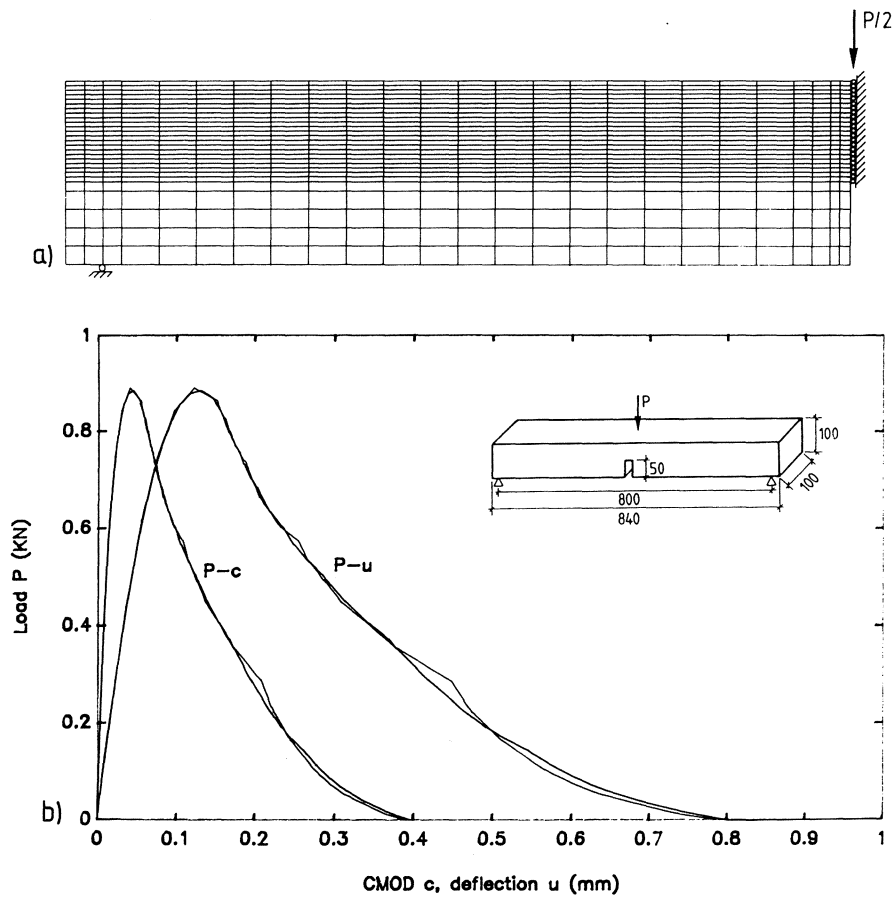 P/2
a)
1
0.8
0.6
0.4
0.2
0
Load P (KN)
P
50
100
100
800
840
P-c
P-u
b)
0 0.1 0.2 0.3 0.4 0.5 0.6 0.7 0.8 0.9 1
CMOD c, deflection u (mm)